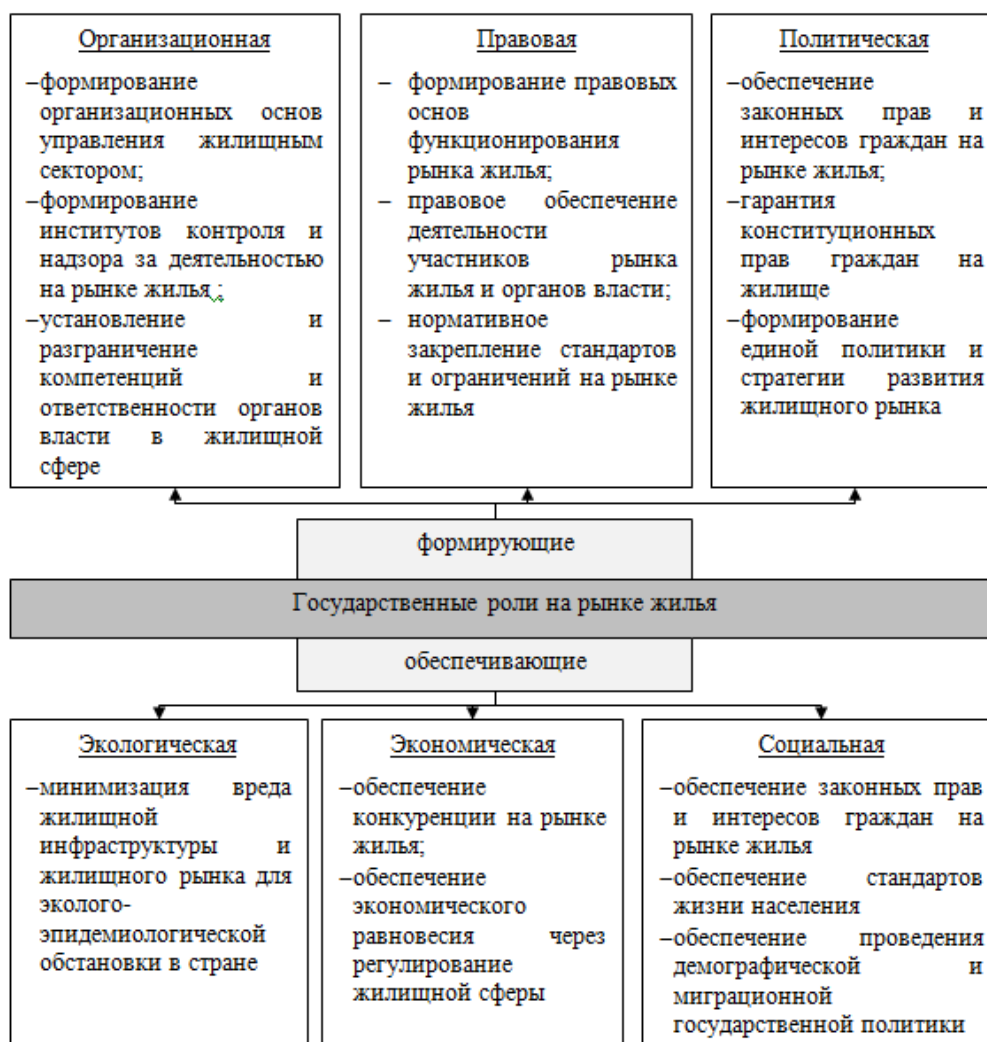 Организационная
–формирование
организационных основ
управления жилищным
сектором;
–формирование
институтов контроля и
надзора за деятельностью
на рынке жилья ;
–установление и
разграничение
компетенций и
ответственности органов
власти в жилищной
сфере
Правовая
– формирование правовых
основ
функционирования
рынка жилья;
– правовое обеспечение
деятельности
участников рынка
жилья и органов власти;
– нормативное
закрепление стандартов
и ограничений на рынке
жилья
Политическая
–обеспечение
законных прав и
интересов граждан на
рынке жилья;
–гарантия
конституционных
прав граждан на
жилище
–формирование
единой политики и
стратегии развития
жилищного рынка
формирующие
Государственные роли на рынке жилья
обеспечивающие
Экологическая
–минимизация вреда
жилищной
инфраструктуры и
жилищного рынка для
эколого-
эпидемиологической
обстановки в стране
Экономическая
–обеспечение
конкуренции на рынке
жилья;
–обеспечение
экономического
равновесия через
регулирование
жилищной сферы
Социальная
–обеспечение законных прав
и интересов граждан на
рынке жилья
–обеспечение стандартов
жизни населения
–обеспечение проведения
демографической и
миграционной
государственной политики